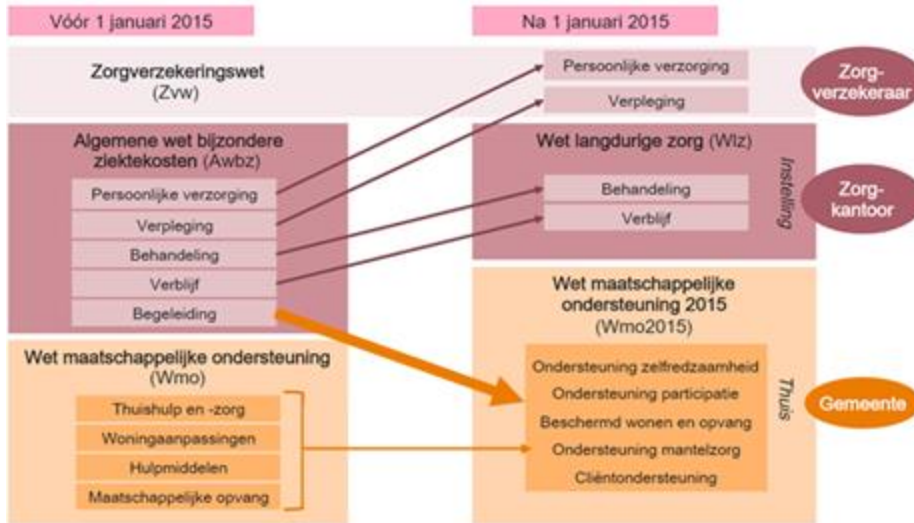 Vóór 1 januari 2015
Na 1 januari 2015
Zorgverzekeringswet
(Zvw)
Persoonlijke verzorging
Verpleging
Zorg-
verzekeraar
Algemene wet bijzondere
ziektekosten (Awbz)
Persoonlijke verzorging
Verpleging
Behandeling
Verblijf
Begeleiding
Wet langdurige zorg (Wlz)
Behandeling
Verblijf
Instelling
Zorg-
kantoor
Wet maatschappelijke ondersteuning
(Wmo)
Thuishulp en -zorg
Woningaanpassingen
Hulpmiddelen
Maatschappelijke opvang
Wet maatschappelijke
ondersteuning 2015
(Wmo2015)
Ondersteuning zelfredzaamheid
Ondersteuning participatie
Beschermd wonen en opvang
Ondersteuning mantelzorg
Cliëntondersteuning
Thuis
Gemeente